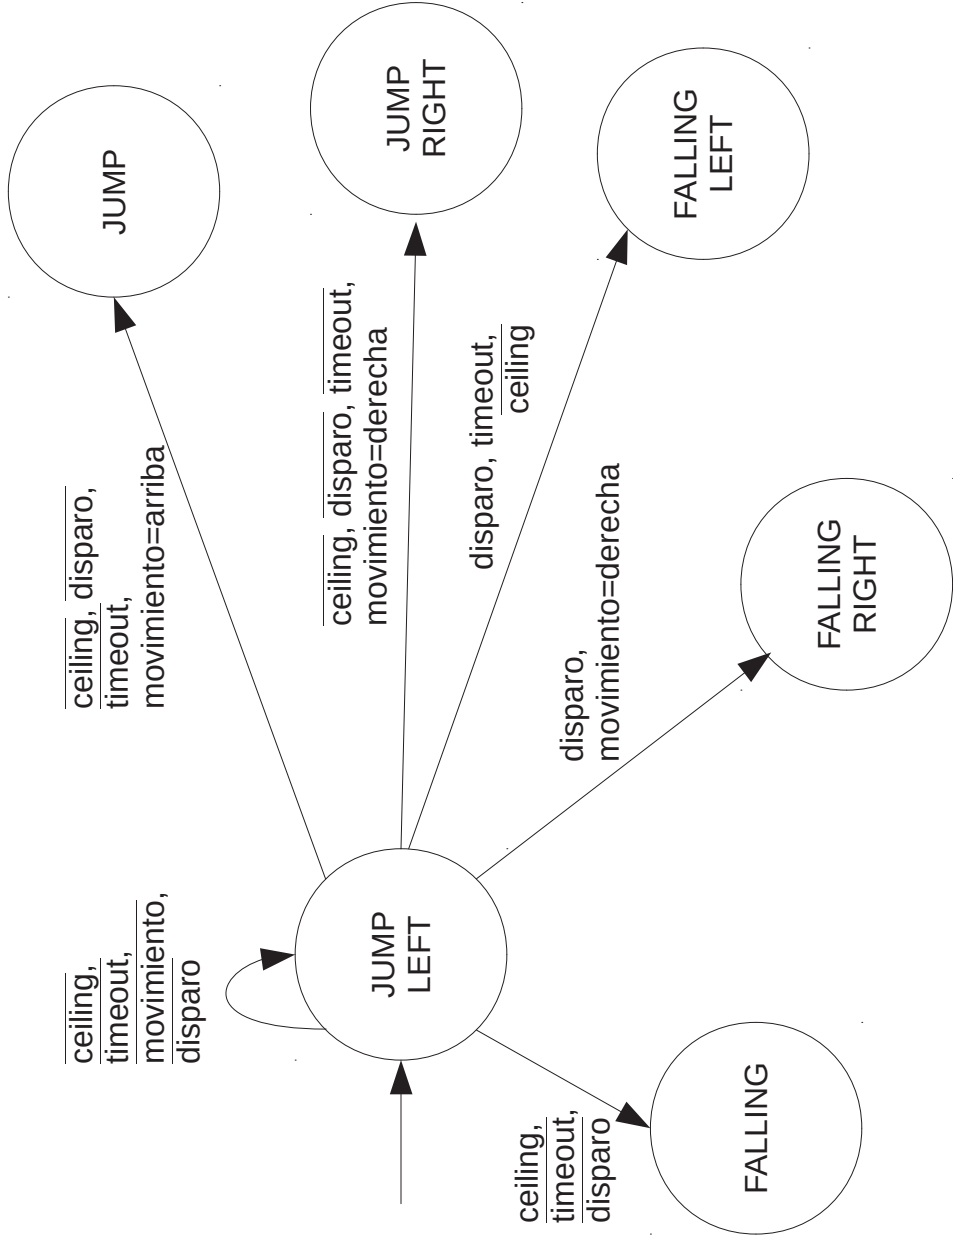 JUMP
ceiling, disparo,
timeout,
movimiento=arriba
JUMP
RIGHT
ceiling, disparo, timeout,
movimiento=derecha
FALLING
LEFT
disparo, timeout,
ceiling
FALLING
RIGHT
disparo,
movimiento=derecha
ceiling,
timeout,
movimiento,
disparo
JUMP
LEFT
ceiling,
timeout,
disparo
FALLING